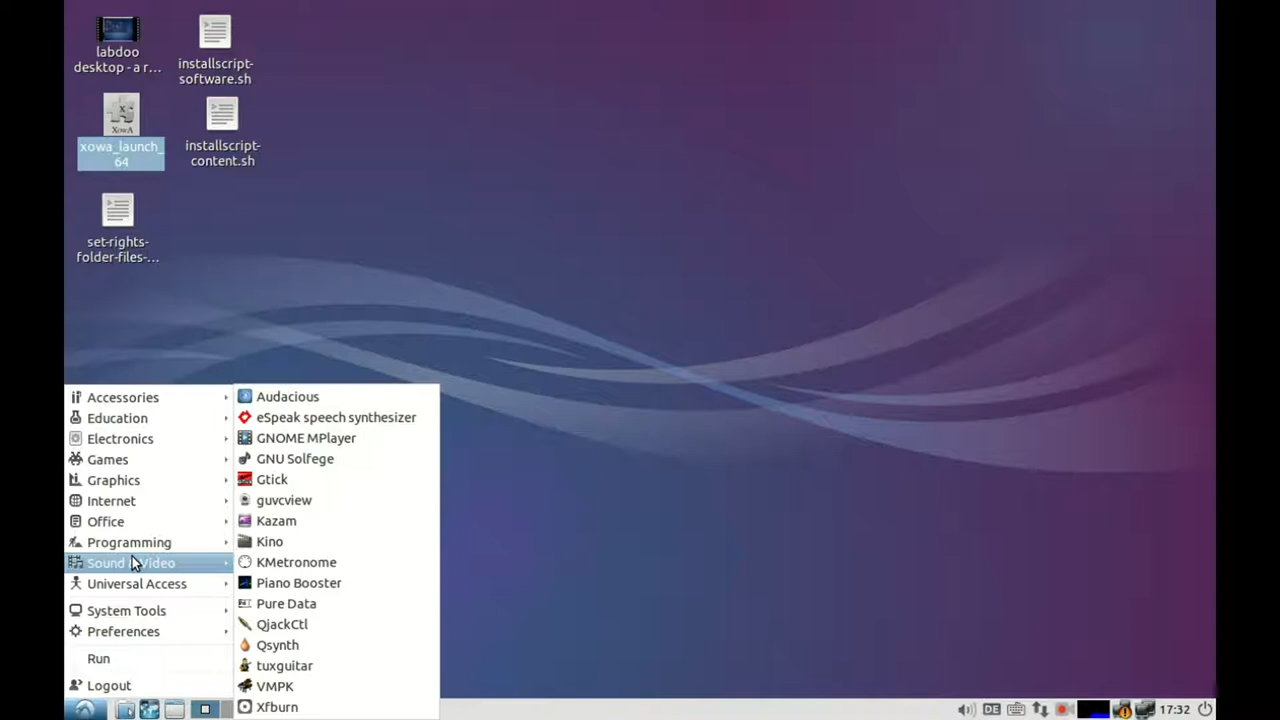 labdoo
desktop - a r...
installscript-
software.sh
XowA
xowa_launch_
64
installscript-
content.sh
set-rights-
folder-files-...
Accessories
Education
Electronics
Games
Graphics
Internet
Office
Programming
Sound & Video
Universal Access
System Tools
Preferences
Run
Logout
Audacious
eSpeak speech synthesizer
GNOME MPlayer
GNU Solfege
Gtick
guvcview
Kazam
Kino
KMetronome
Piano Booster
Pure Data
QjackCtl
Qsynth
tuxguitar
VMPK
Xfburn
DE
17:32